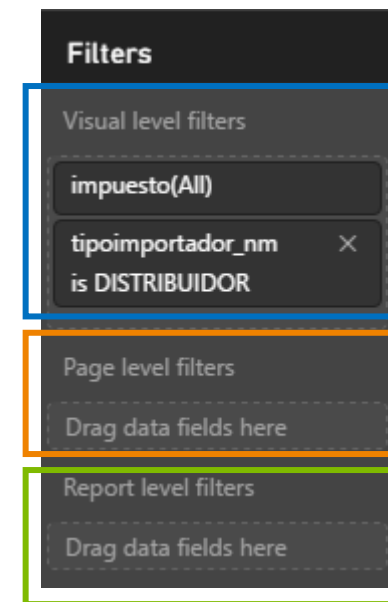 Filters
Visual level filters
impuesto(All)
tipoimportador_nm
is DISTRIBUIDOR
Page level filters
Drag data fields here
Report level filters
Drag data fields here